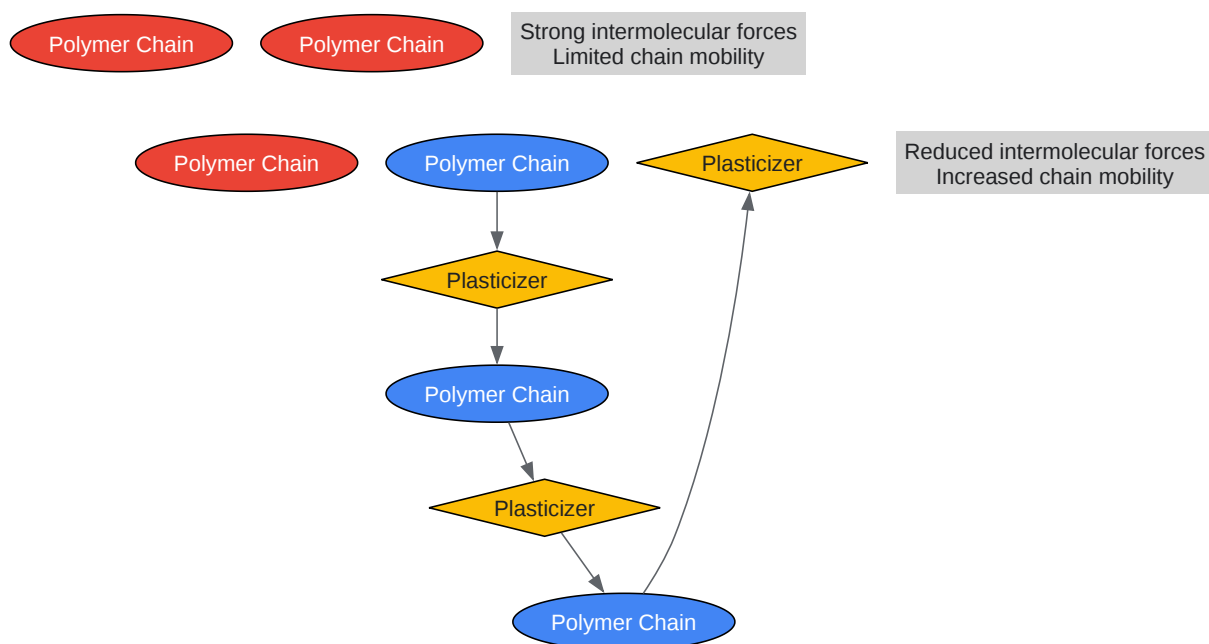 Polymer Chain
Polymer Chain
Strong intermolecular forces
Limited chain mobility
Polymer Chain
Polymer Chain
Plasticizer
Reduced intermolecular forces
Increased chain mobility
Plasticizer
Polymer Chain
Plasticizer
Polymer Chain